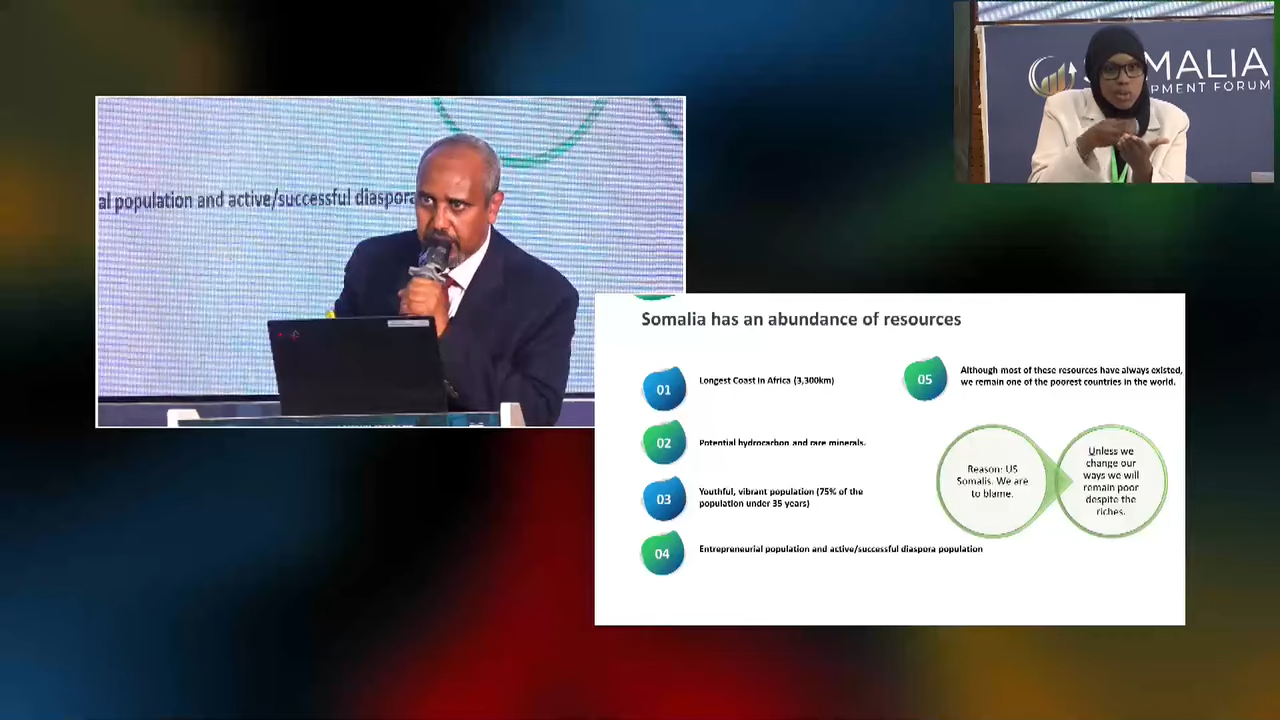 MALIA
PMENT FORUM
al population and active/successful diaspora
Somalia has an abundance of resources
01
Longest Coast in Africa (3,300km)
02
Potential hydrocarbon and rare minerals.
03
Youthful, vibrant population (75% of the
population under 35 years)
04
Entrepreneurial population and active/successful diaspora population
05
Although most of these resources have always existed,
we remain one of the poorest countries in the world.
Reason: US
Somalis. We are
to blame.
Unless we
change our
ways we will
remain poor
despite the
riches.